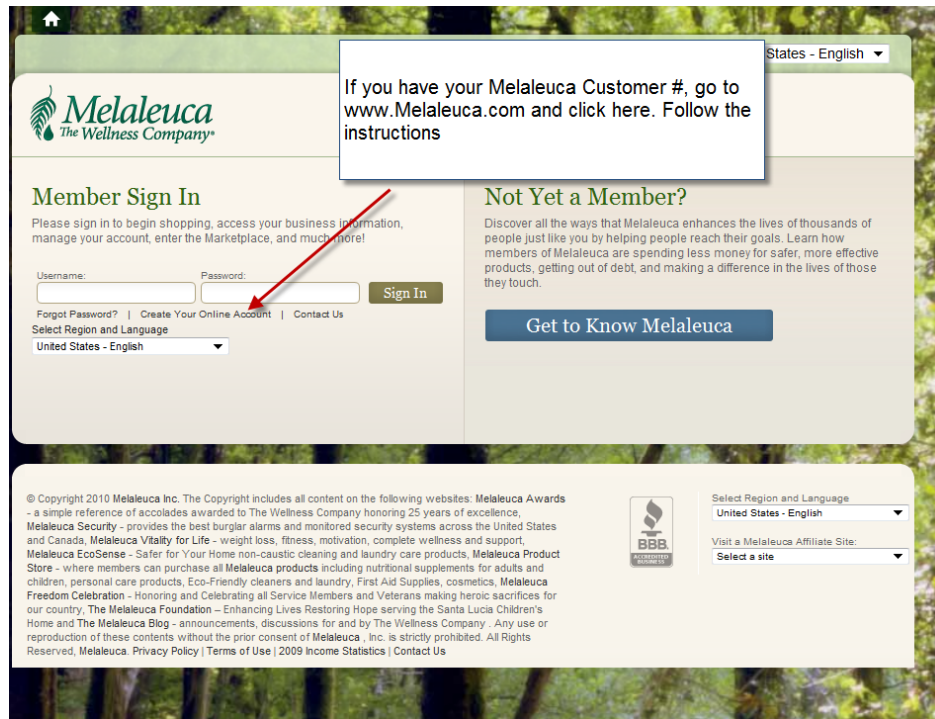 States - English
If you have your Melaleuca Customer #, go to
www.Melaleuca.com and click here. Follow the
instructions
Melaleuca
The Wellness Company
Member Sign In
Please sign in to begin shopping, access your business information,
manage your account, enter the Marketplace, and much more!
Username:
Password:
Sign In
Forgot Password? | Create Your Online Account | Contact Us
Select Region and Language
United States - English
Not Yet a Member?
Discover all the ways that Melaleuca enhances the lives of thousands of
people just like you by helping people reach their goals. Learn how
members of Melaleuca are spending less money for safer, more effective
products, getting out of debt, and making a difference in the lives of those
they touch.
Get to Know Melaleuca
© Copyright 2010 Melaleuca Inc. The Copyright includes all content on the following websites: Melaleuca Awards
- a simple reference of accolades awarded to The Wellness Company honoring 25 years of excellence,
Melaleuca Security - provides the best burglar alarms and monitored security systems across the United States
and Canada, Melaleuca Vitality for Life - weight loss, fitness, motivation, complete wellness and support,
Melaleuca EcoSense - Safer for Your Home non-caustic cleaning and laundry care products, Melaleuca Product
Store - where members can purchase all Melaleuca products including nutritional supplements for adults and
children, personal care products, Eco-Friendly cleaners and laundry, First Aid Supplies, cosmetics, Melaleuca
Freedom Celebration - Honoring and Celebrating all Service Members and Veterans making heroic sacrifices for
our country, The Melaleuca Foundation – Enhancing Lives Restoring Hope serving the Santa Lucia Children's
Home and The Melaleuca Blog - announcements, discussions for and by The Wellness Company . Any use or
reproduction of these contents without the prior consent of Melaleuca , Inc. is strictly prohibited. All Rights
Reserved, Melaleuca. Privacy Policy | Terms of Use | 2009 Income Statistics | Contact Us
BBB.
ACCREDITED
BUSINESS
Select Region and Language
United States - English
Visit a Melaleuca Affiliate Site:
Select a site